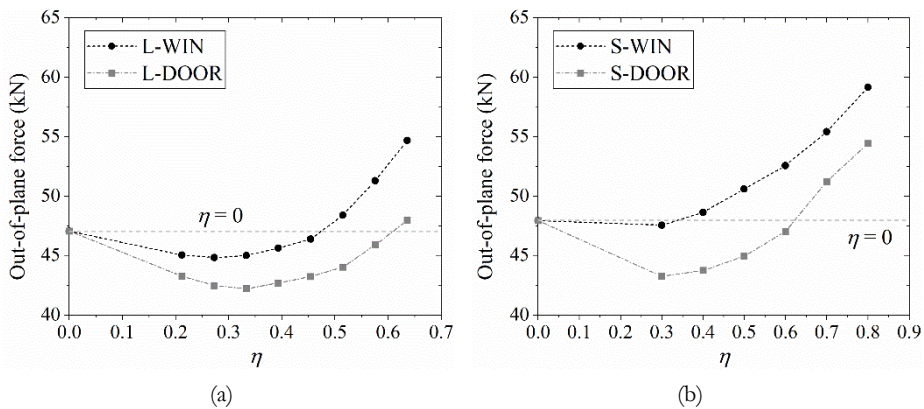 65
60
55
50
45
40
Out-of-plane force (kN)
L-WIN
L-DOOR
η = 0
0.0 0.1 0.2 0.3 0.4 0.5 0.6 0.7
η
(a)
65
60
55
50
45
40
Out-of-plane force (kN)
S-WIN
S-DOOR
η = 0
0.0 0.1 0.2 0.3 0.4 0.5 0.6 0.7 0.8 0.9
η
(b)